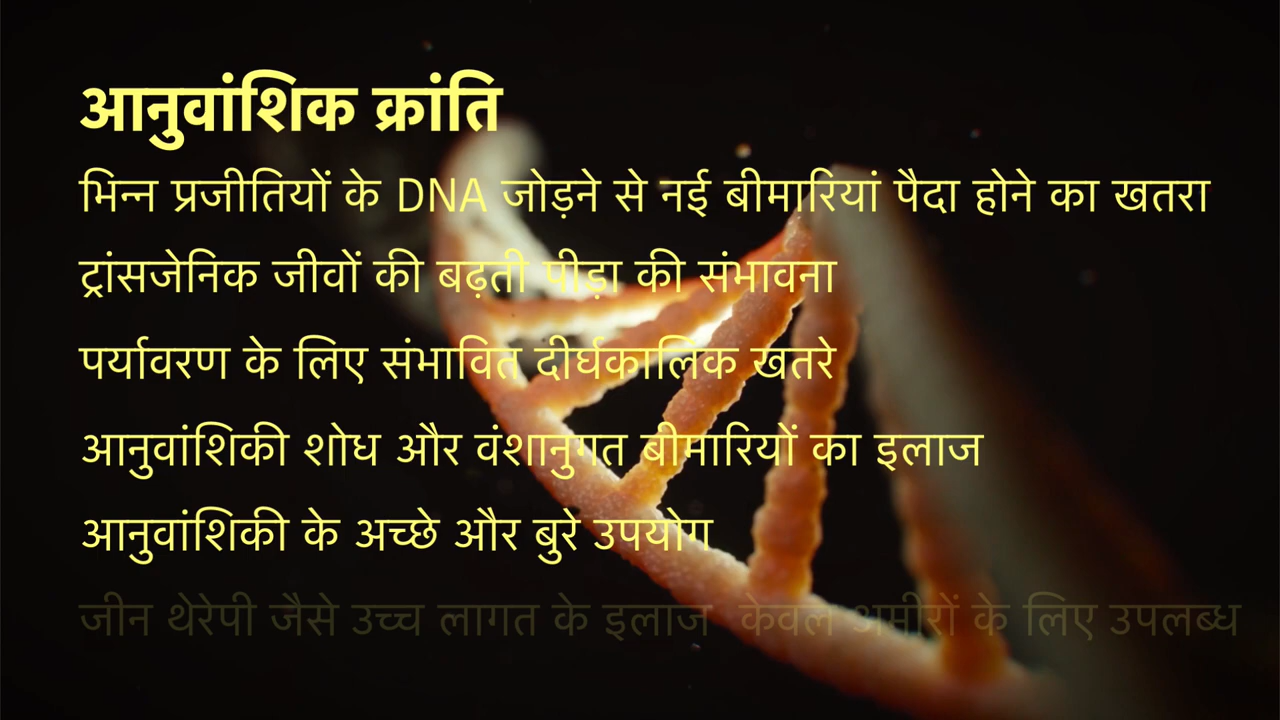 आनुवांशिक क्रांति
भिन्न प्रजीतियों के DNA जोड़ने से नई बीमारियां पैदा होने का खतरा
ट्रांसजेनिक जीवों की बढ़ती पीड़ा की संभावना
पर्यावरण के लिए संभावित दीर्घकालिक खतरे
आनुवांशिकी शोध और वंशानुगत बीमारियों का इलाज
आनुवांशिकी के अच्छे और बुरे उपयोग
जीन थेरेपी जैसे उच्च लागत के इलाज केवल अमीरों के लिए उपलब्ध